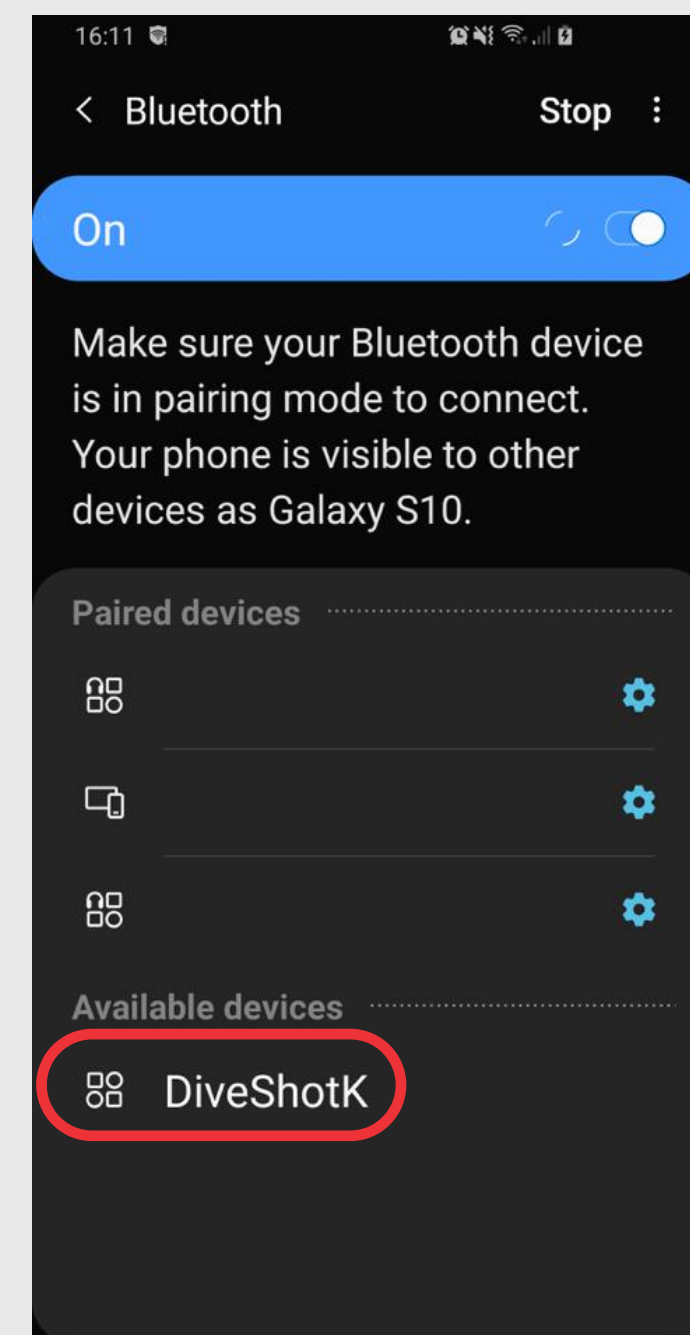 16:11
Bluetooth Stop
On
Make sure your Bluetooth device
is in pairing mode to connect.
Your phone is visible to other
devices as Galaxy S10.
Paired devices
Available devices
DiveShotK